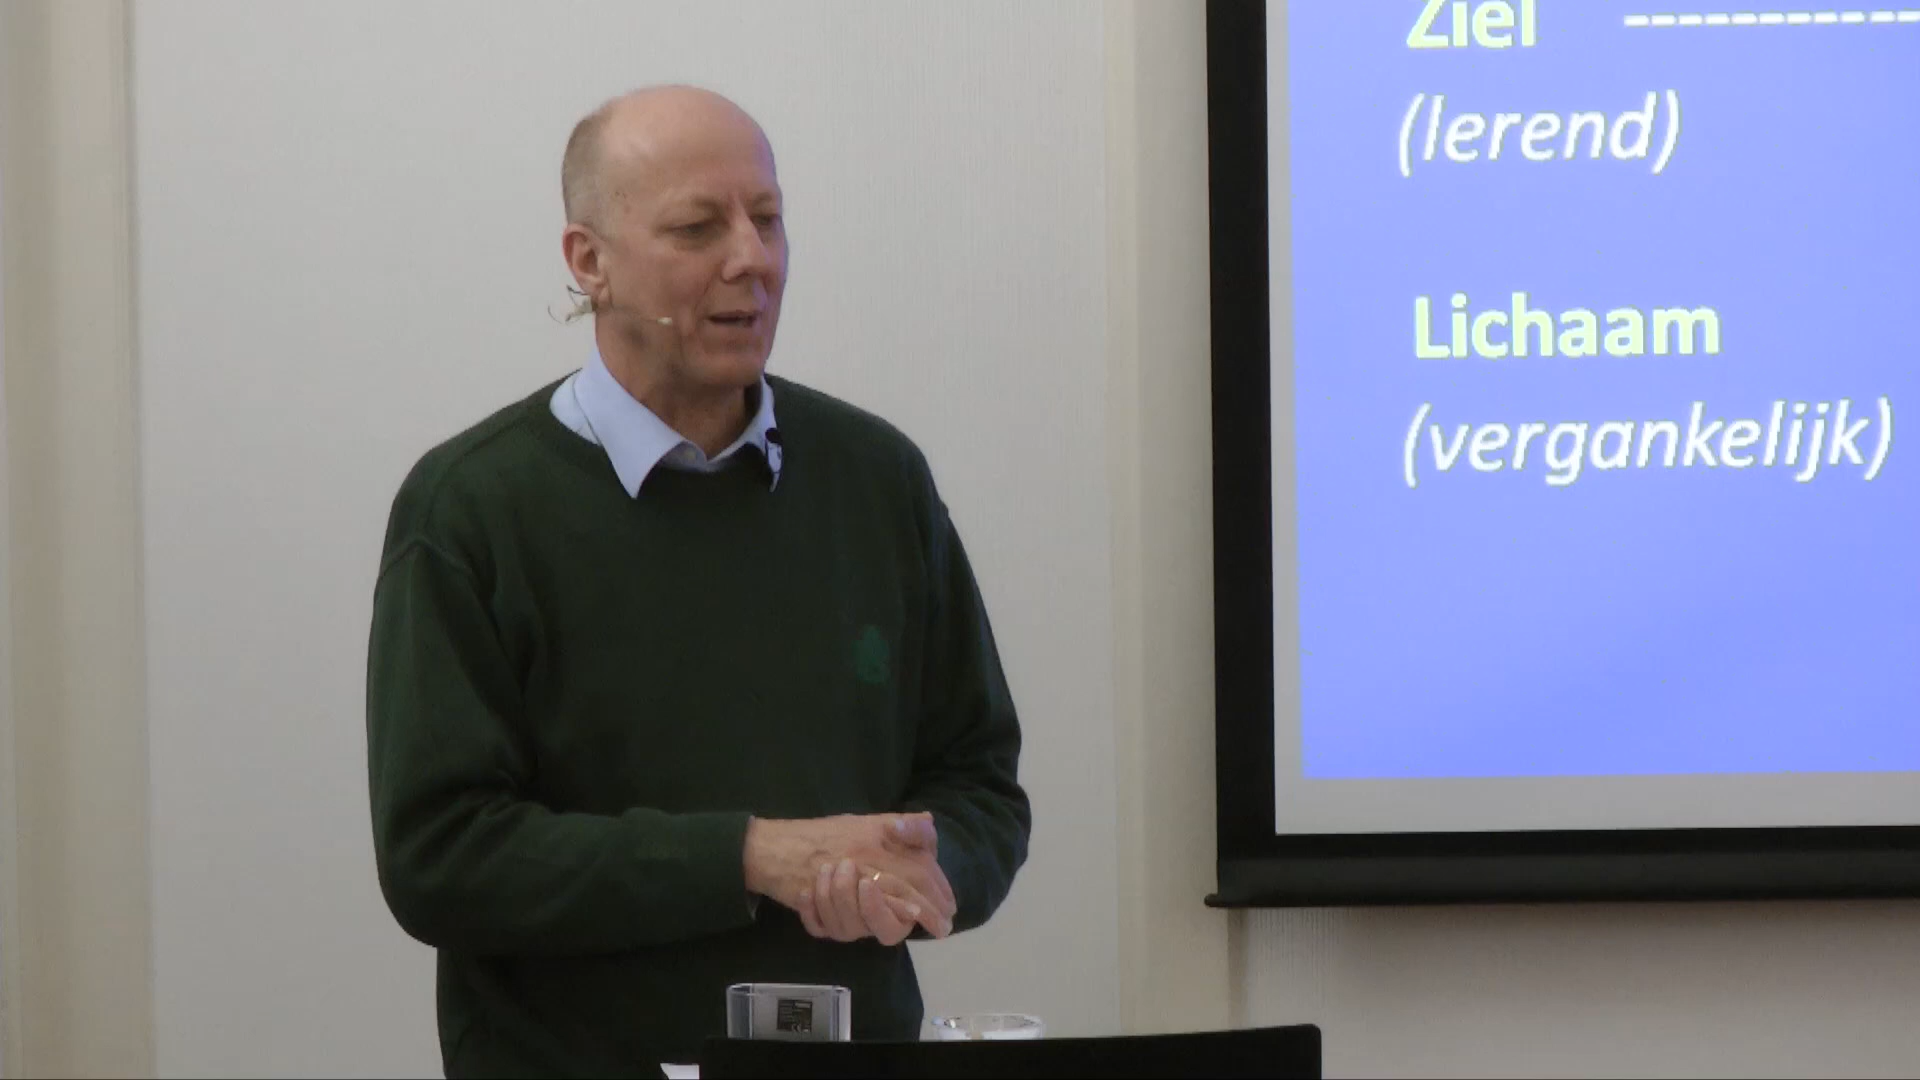 Ziel ------------
(lerend)
Lichaam
(vergankelijk)